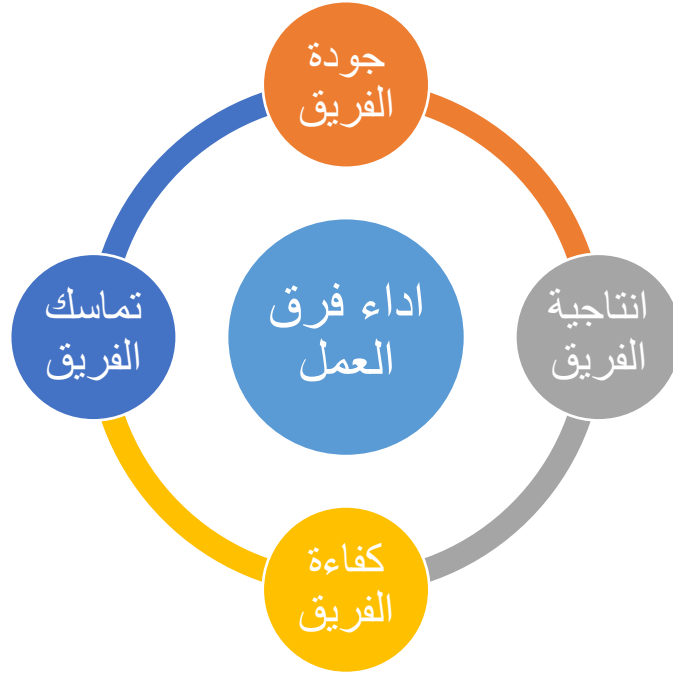 جودة
الفريق
انتاجية
الفريق
اداء فرق
العمل
تماسك
الفريق
كفاءة
الفريق